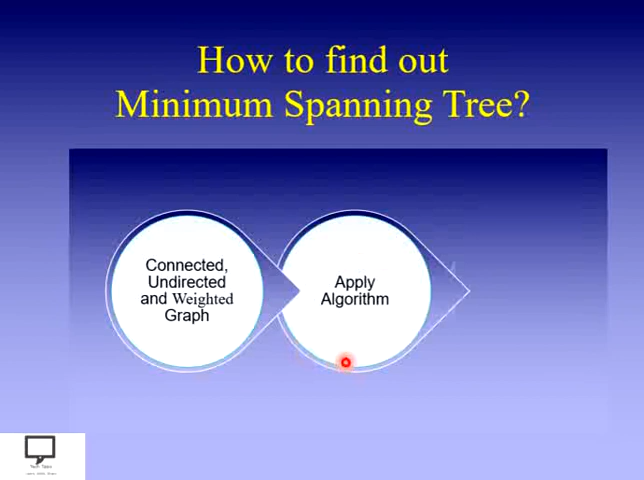 How to find out
Minimum Spanning Tree?
Connected,
Undirected
and Weighted
Graph
Apply
Algorithm